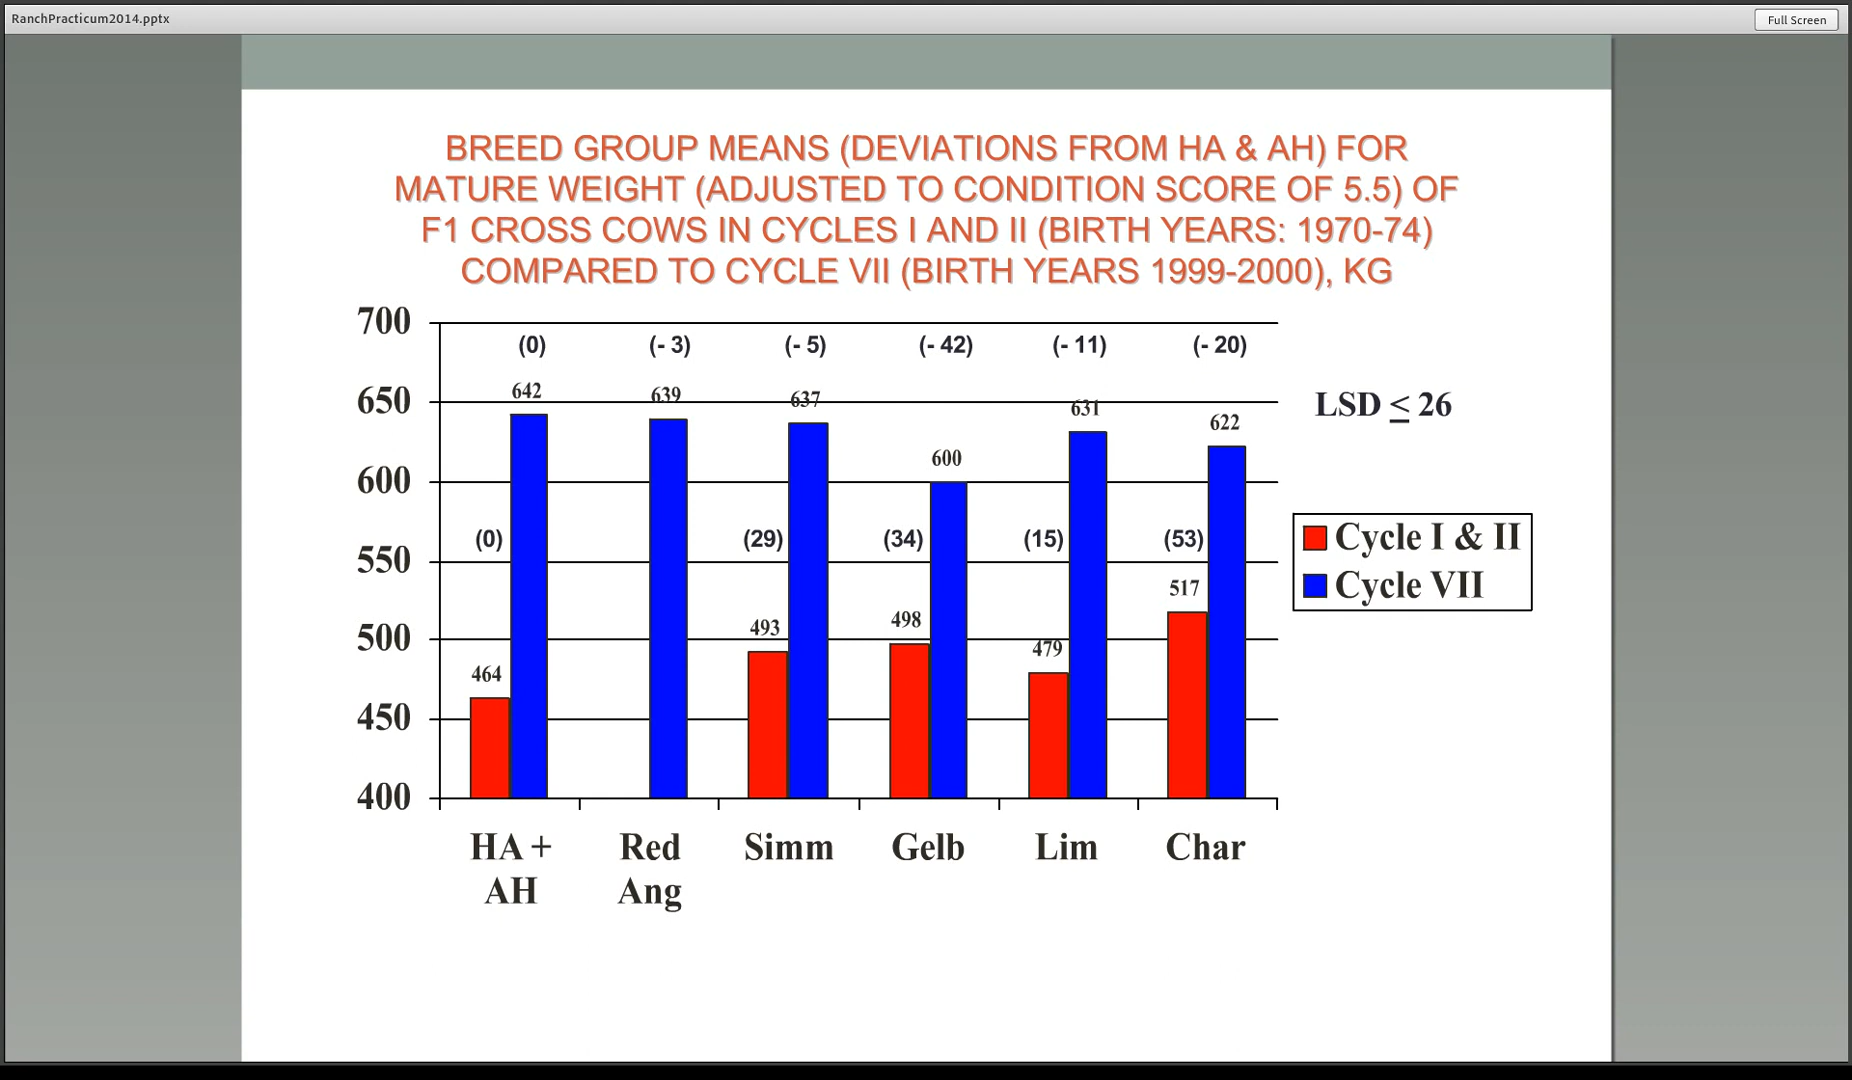 RanchPracticum2014.pptx
Full Screen
BREED GROUP MEANS (DEVIATIONS FROM HA & AH) FOR
MATURE WEIGHT (ADJUSTED TO CONDITION SCORE OF 5.5) OF
F1 CROSS COWS IN CYCLES I AND II (BIRTH YEARS: 1970-74)
COMPARED TO CYCLE VII (BIRTH YEARS 1999-2000), KG
700
(0) (- 3) (- 5) (- 42) (- 11) (- 20)
650
642 639 637 600 631 622
LSD ≤ 26
600
550
(0) (29) (34) (15) (53)
464 493 498 479 517
Cycle I & II
Cycle VII
500
450
400
HA + Red Simm Gelb Lim Char
AH Ang